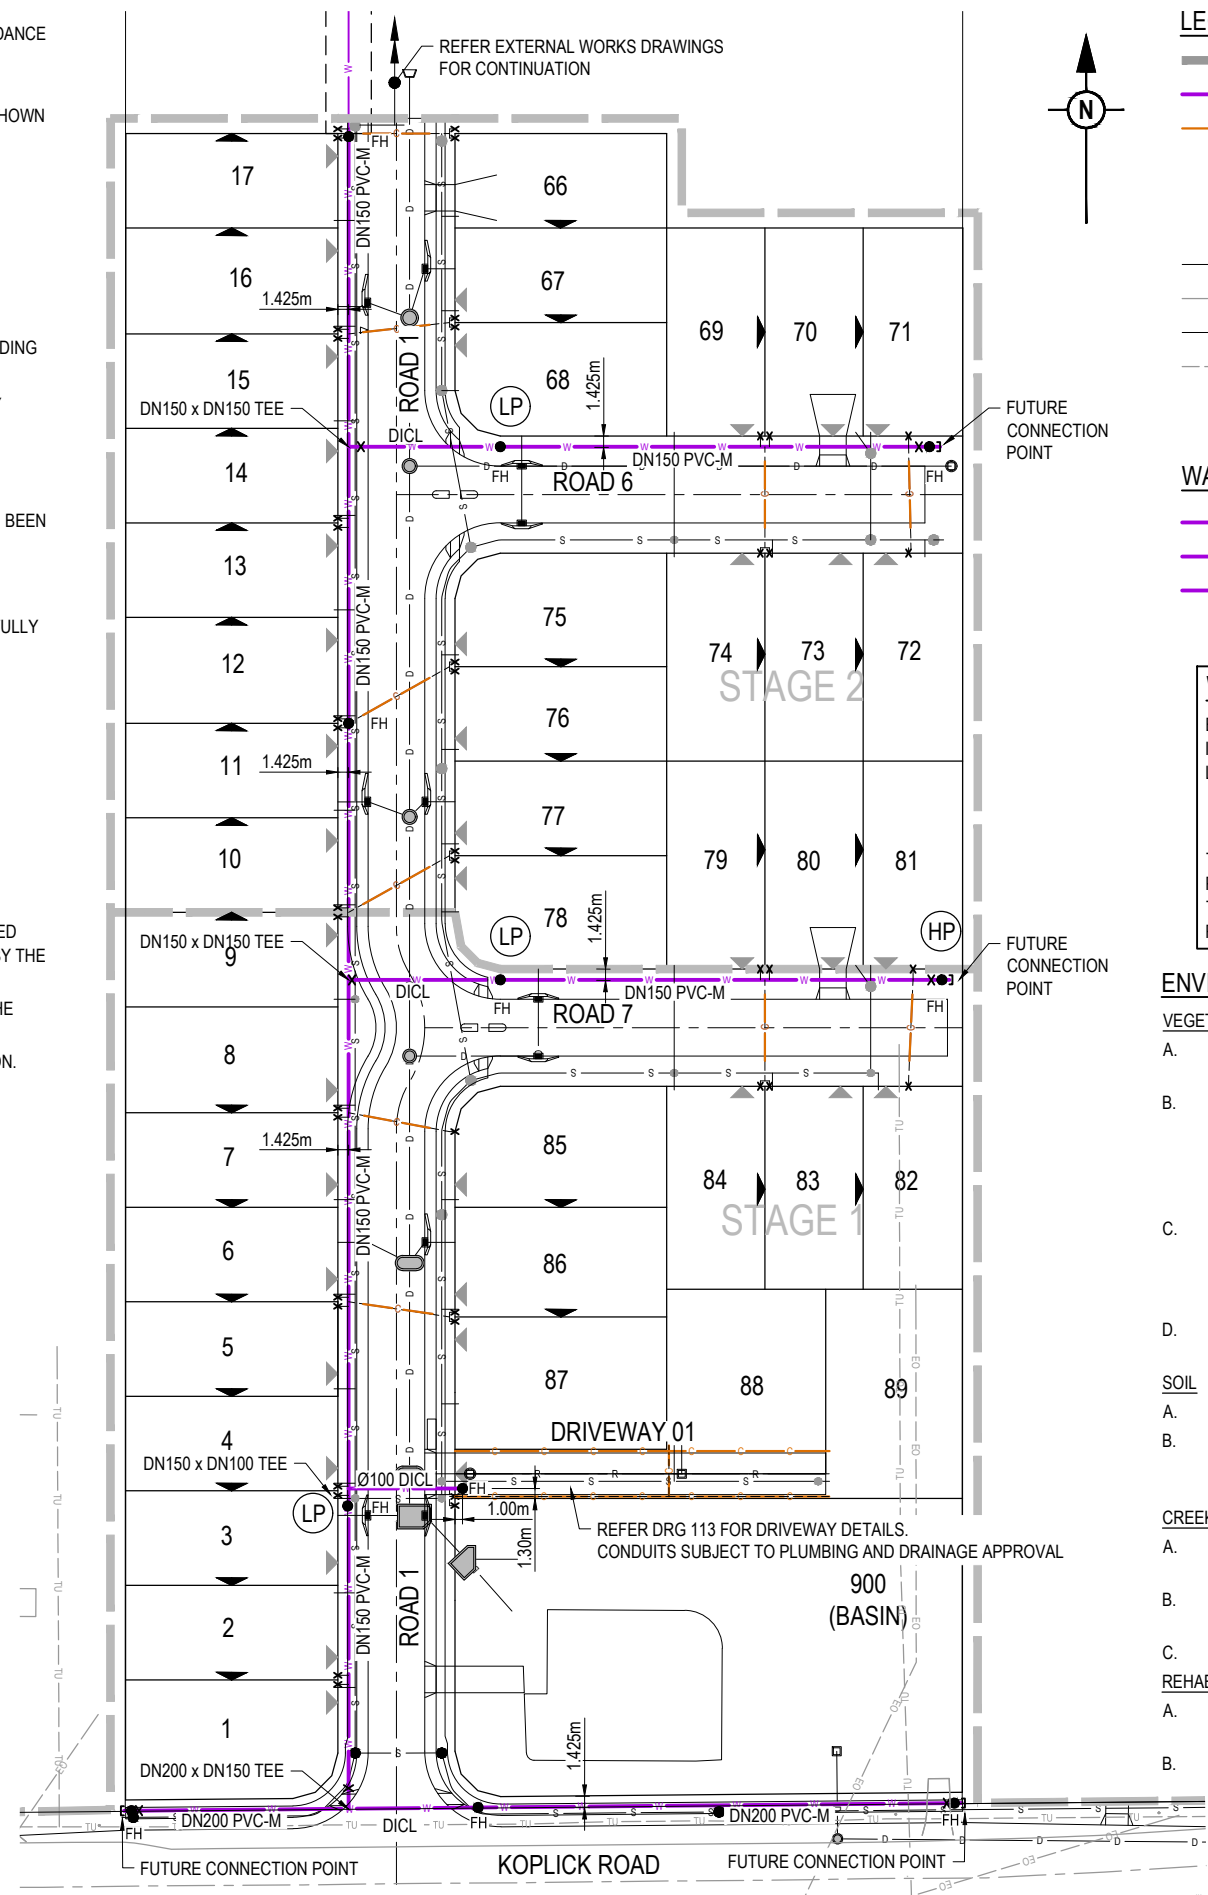 DANCE
HOWN
DING
BEEN
FULLY
ED
BY THE
HE
ON.
REFER EXTERNAL WORKS DRAWINGS
FOR CONTINUATION
N
LE
WA
17
16
15
14
13
12
11
10
9
8
7
6
5
4
3
2
1
66
67
68
69
70
71
75
76
77
78
74
73
72
79
80
81
85
86
87
84
83
82
88
89
900
(BASIN)
STAGE 2
STAGE 1
FH
DN150 PVC-M
1.425m
ROAD 1
LP
1.425m
DN150 x DN150 TEE
DICL
FH
DN150 PVC-M
ROAD 6
FH
FUTURE
CONNECTION
POINT
DN150 PVC-M
FH
1.425m
DN150 x DN150 TEE
DICL
LP
1.425m
FH
DN150 PVC-M
ROAD 7
HP
FH
FUTURE
CONNECTION
POINT
1.425m
DN150 PVC-M
DRIVEWAY 01
DN150 x DN100 TEE
Ø100 DICL
FH
FH
LP
1.00m
1.30m
REFER DRG 113 FOR DRIVEWAY DETAILS.
CONDUITS SUBJECT TO PLUMBING AND DRAINAGE APPROVAL
DN150 PVC-M
ROAD 1
1.425m
DN200 x DN150 TEE
FH
DN200 PVC-M
DICL
FH
DN200 PVC-M
FH
FUTURE CONNECTION POINT
KOPLICK ROAD
FUTURE CONNECTION POINT
ENVI
VEGET
A.
B.
C.
D.
SOIL
A.
B.
CREEK
A.
B.
C.
REHAB
A.
B.